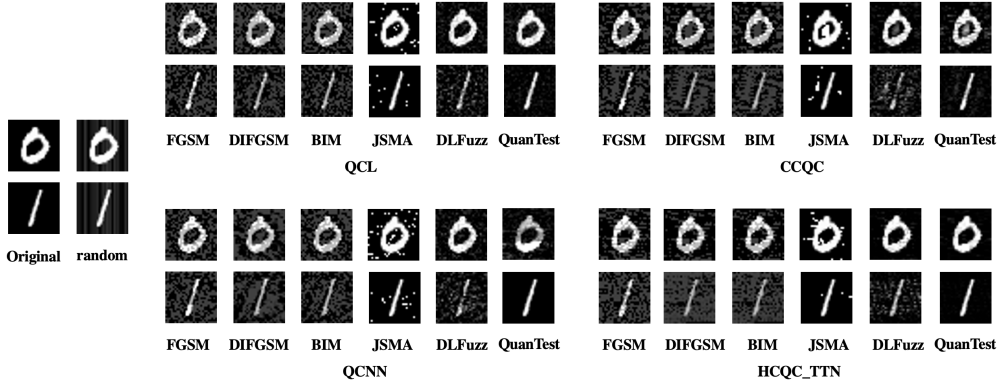 FGSM DIFGSM BIM JSMA DLFuzz QuanTest
QCL
FGSM DIFGSM BIM JSMA DLFuzz QuanTest
CCQC
Original random
FGSM DIFGSM BIM JSMA DLFuzz QuanTest
QCNN
FGSM DIFGSM BIM JSMA DLFuzz QuanTest
HCQC_TTN